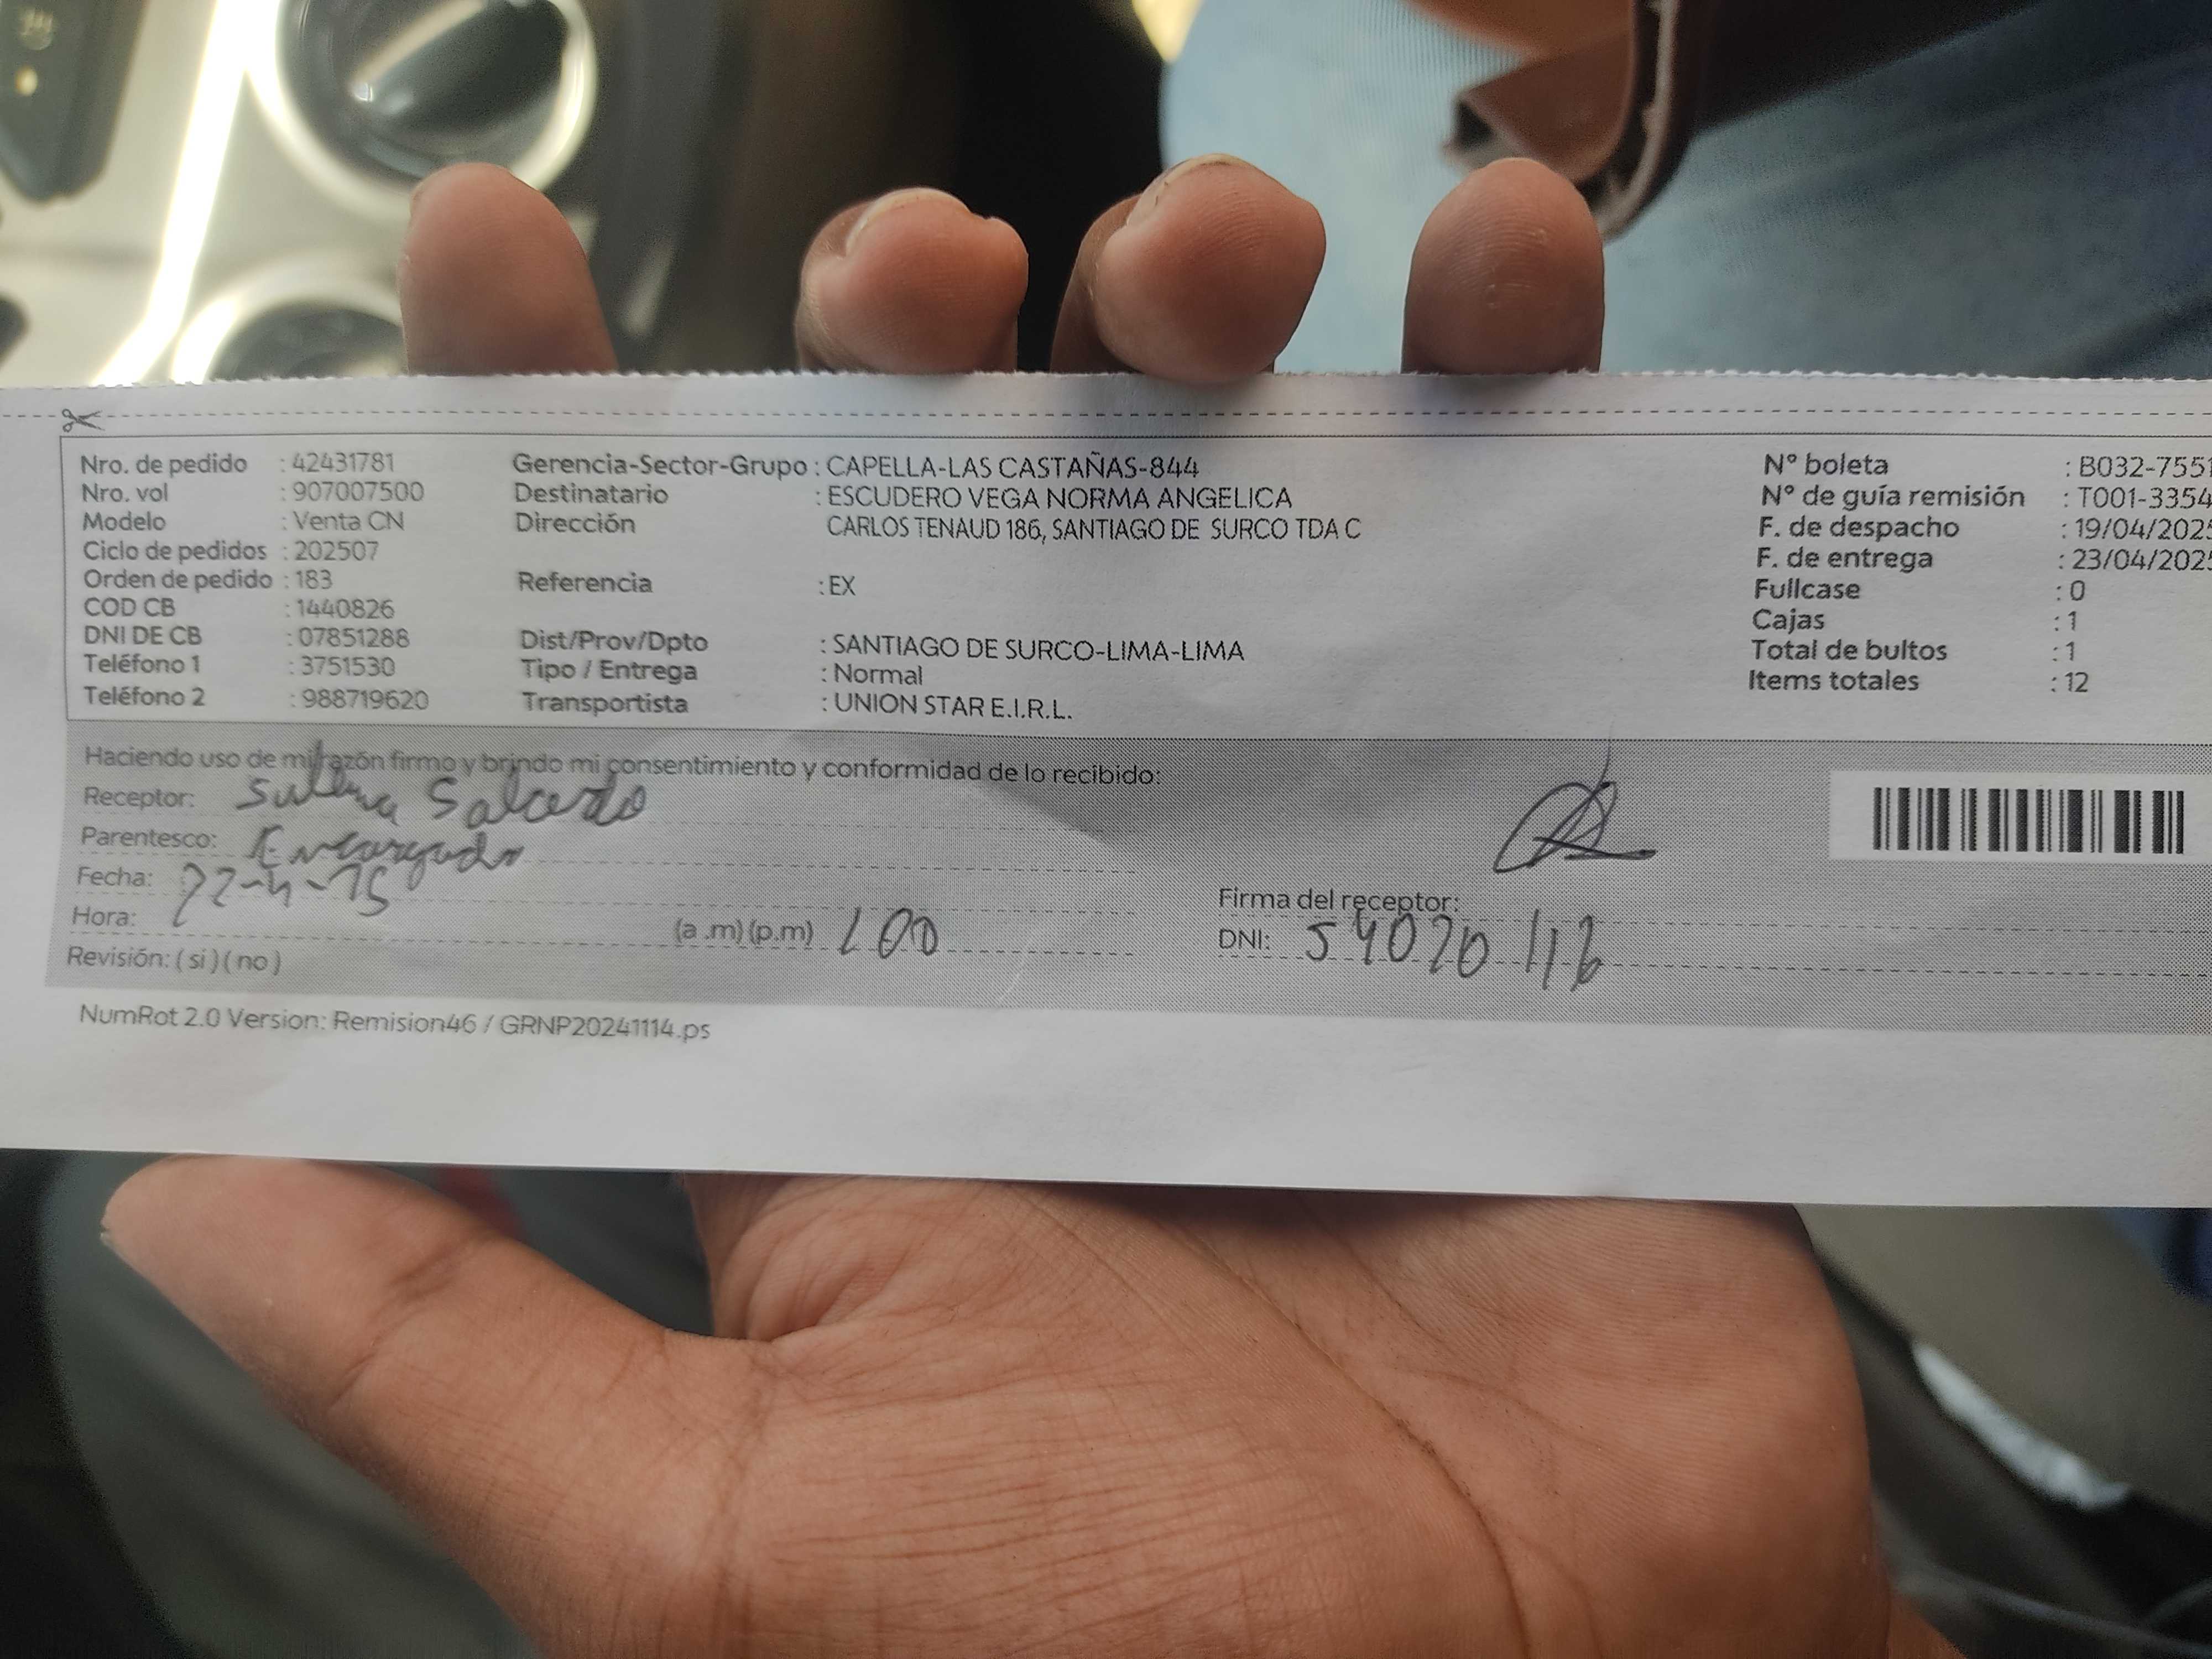 Nro. de pedido : 42431781 Gerencia-Sector-Grupo : CAPELLA-LAS CASTAÑAS-844 N° boleta : B032-7551
Nro. vol : 907007500 Destinatario : ESCUDERO VEGA NORMA ANGELICA N° de guía remisión : T001-3354
Modelo : Venta CN Dirección CARLOS TENAUD 186, SANTIAGO DE SURCO TDA C F. de despacho : 19/04/2025
Ciclo de pedidos : 202507 F. de entrega : 23/04/2025
Orden de pedido : 183 Referencia : EX Fullcase : 0
COD CB : 1440826 Cajas : 1
DNI DE CB : 07851288 Dist/Prov/Dpto : SANTIAGO DE SURCO-LIMA-LIMA Total de bultos : 1
Teléfono 1 : 3751530 Tipo / Entrega : Normal Items totales : 12
Teléfono 2 : 988719620 Transportista : UNION STAR E.I.R.L.
Haciendo uso de mi razón firmo y brindo mi consentimiento y conformidad de lo recibido:
Receptor: Salcedo
Parentesco: Encargado
Fecha: 22-4-
Firma del receptor:
Hora: (a .m) (p.m) 100 DNI:
Revisión: ( si ) ( no )
NumRot 2.0 Version: Remision46 / GRNP20241114.ps